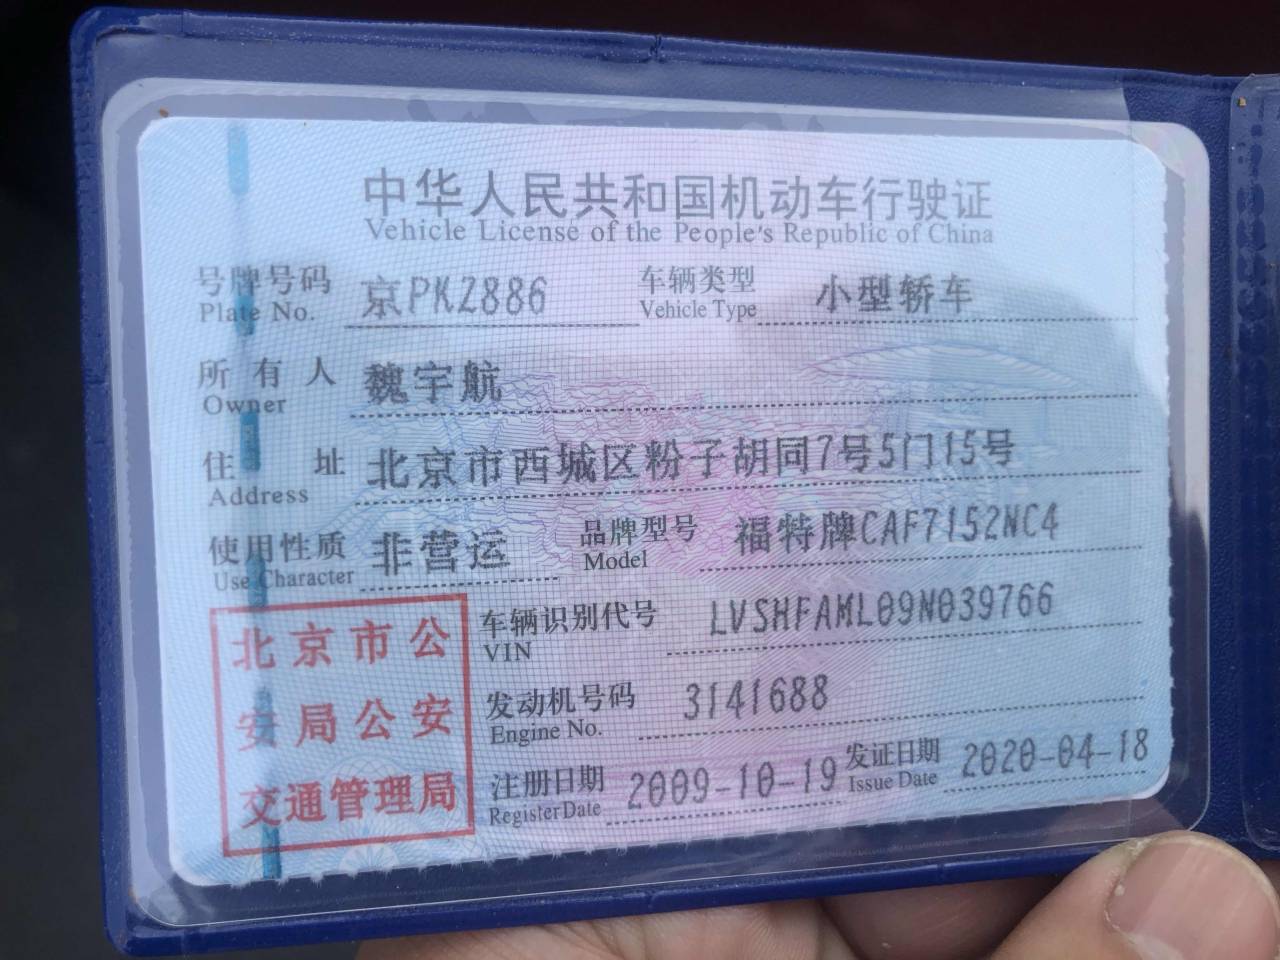 中华人民共和国机动车行驶证
Vehicle License of the People's Republic of China
号牌号码 京PK2886 车辆类型 小型轿车
Plate No. Vehicle Type
所有人 魏宇航
Owner
住址 北京市西城区粉子胡同7号5门15号
Address
使用性质 非营运 品牌型号 福特牌CAF7152NC4
Use Character Model
车辆识别代号 LVSHFAML09N039766
VIN
发动机号码 3141688
Engine No.
注册日期 2009-10-19 发证日期 2020-04-18
Register Date Issue Date
北京市公
安局公安
交通管理局